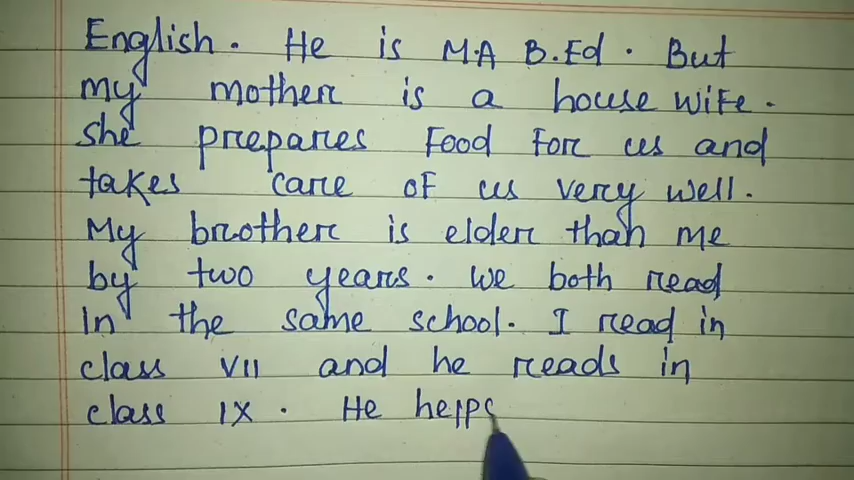 English. He is M.A B.Ed. But
my mother is a house wife.
she prepares Food For us and
takes care of us very well.
My brother is elder than me
by two years. We both read
In the same school. I read in
class VII and he reads in
class IX. He helps